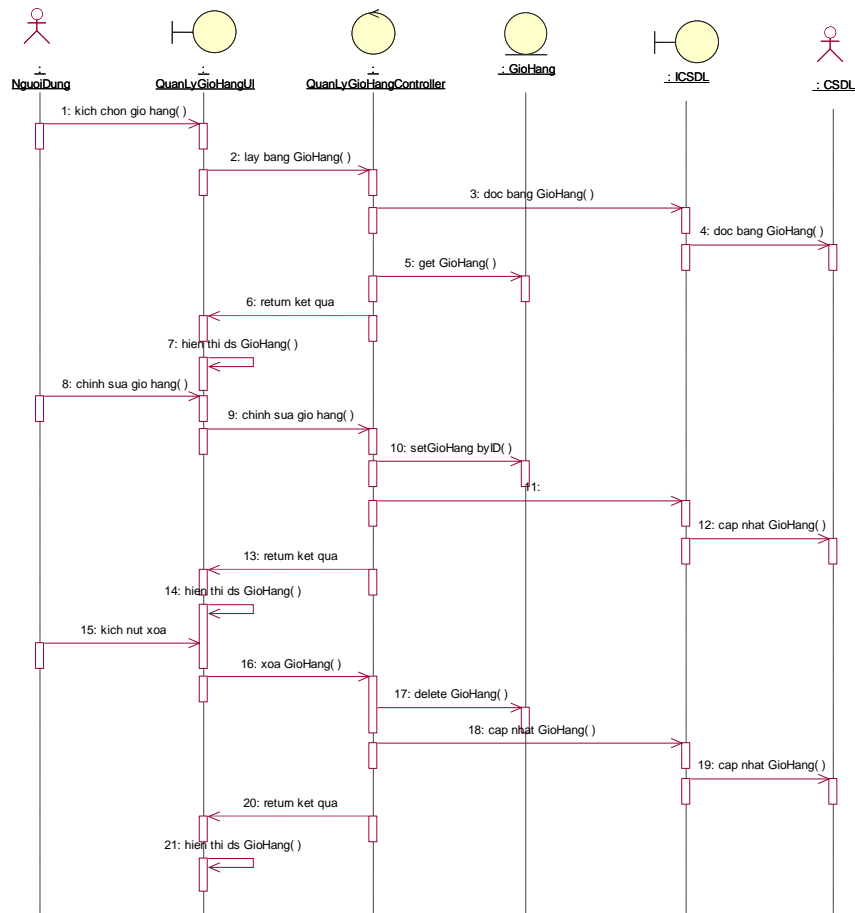 :
NguoiDung
:
QuanLyGioHangUI
:
QuanLyGioHangController
: GioHang
: ICSDL
: CSDL
1: kich chon gio hang( )
2: lay bang GioHang( )
3: doc bang GioHang( )
4: doc bang GioHang( )
5: get GioHang( )
6: return ket qua
7: hien thi ds GioHang( )
8: chinh sua gio hang( )
9: chinh sua gio hang( )
10: setGioHang byID( )
11:
12: cap nhat GioHang( )
13: return ket qua
14: hien thi ds GioHang( )
15: kich nut xoa
16: xoa GioHang( )
17: delete GioHang( )
18: cap nhat GioHang( )
19: cap nhat GioHang( )
20: return ket qua
21: hien thi ds GioHang( )